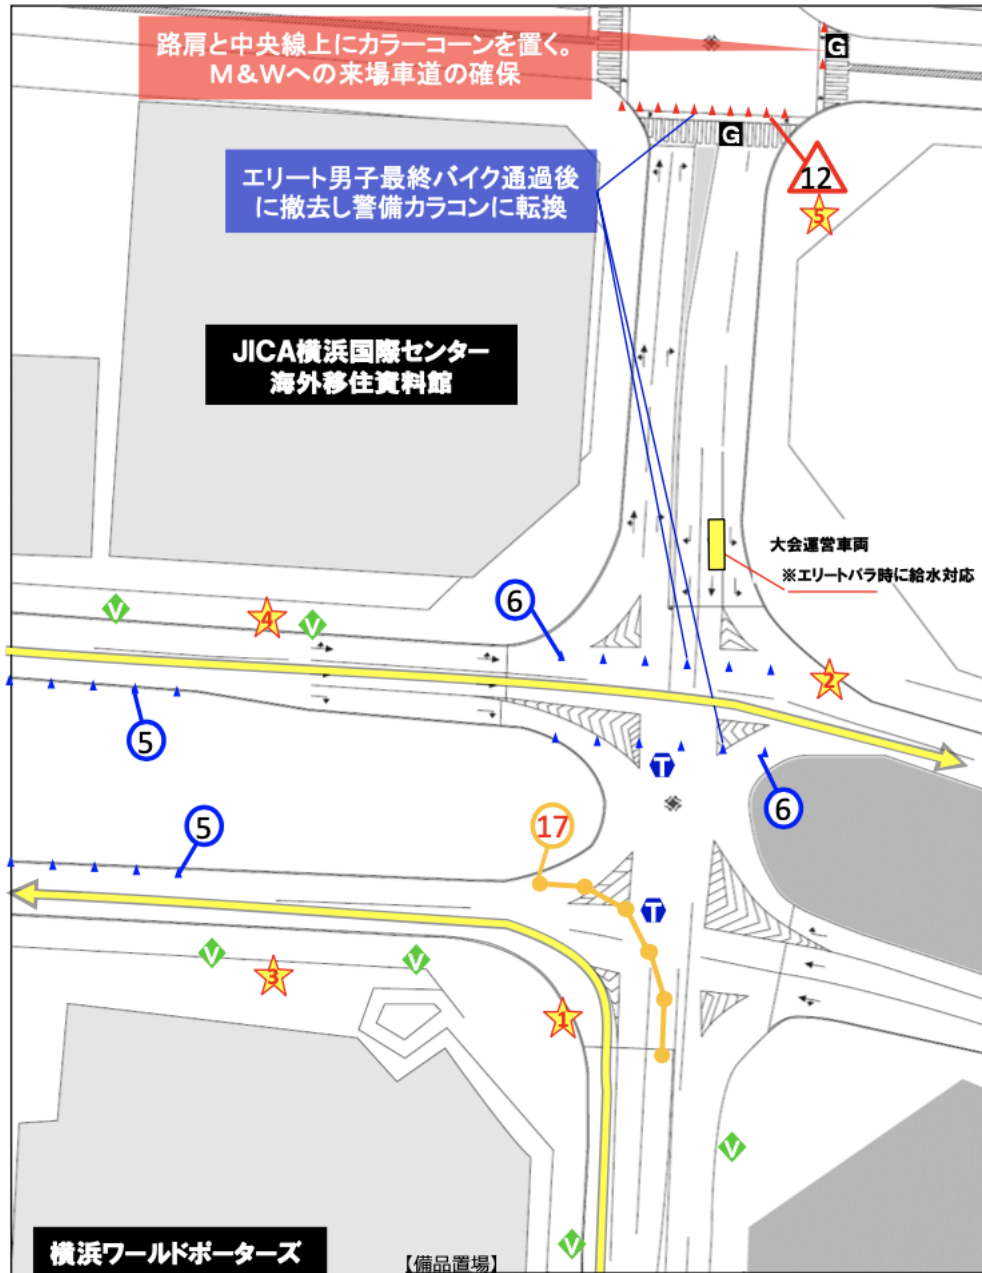 路肩と中央線上にカラーコーンを置く。
M&Wへの来場車道の確保
G
G
エリート男子最終バイク通過後
に撤去し警備カラコンに転換
12
5
JICA横浜国際センター
海外移住資料館
大会運営車両
※エリートパラ時に給水対応
6
V
4
V
2
5
T
6
5
17
T
V
3
V
1
V
V
横浜ワールドポーターズ
【備品置場】